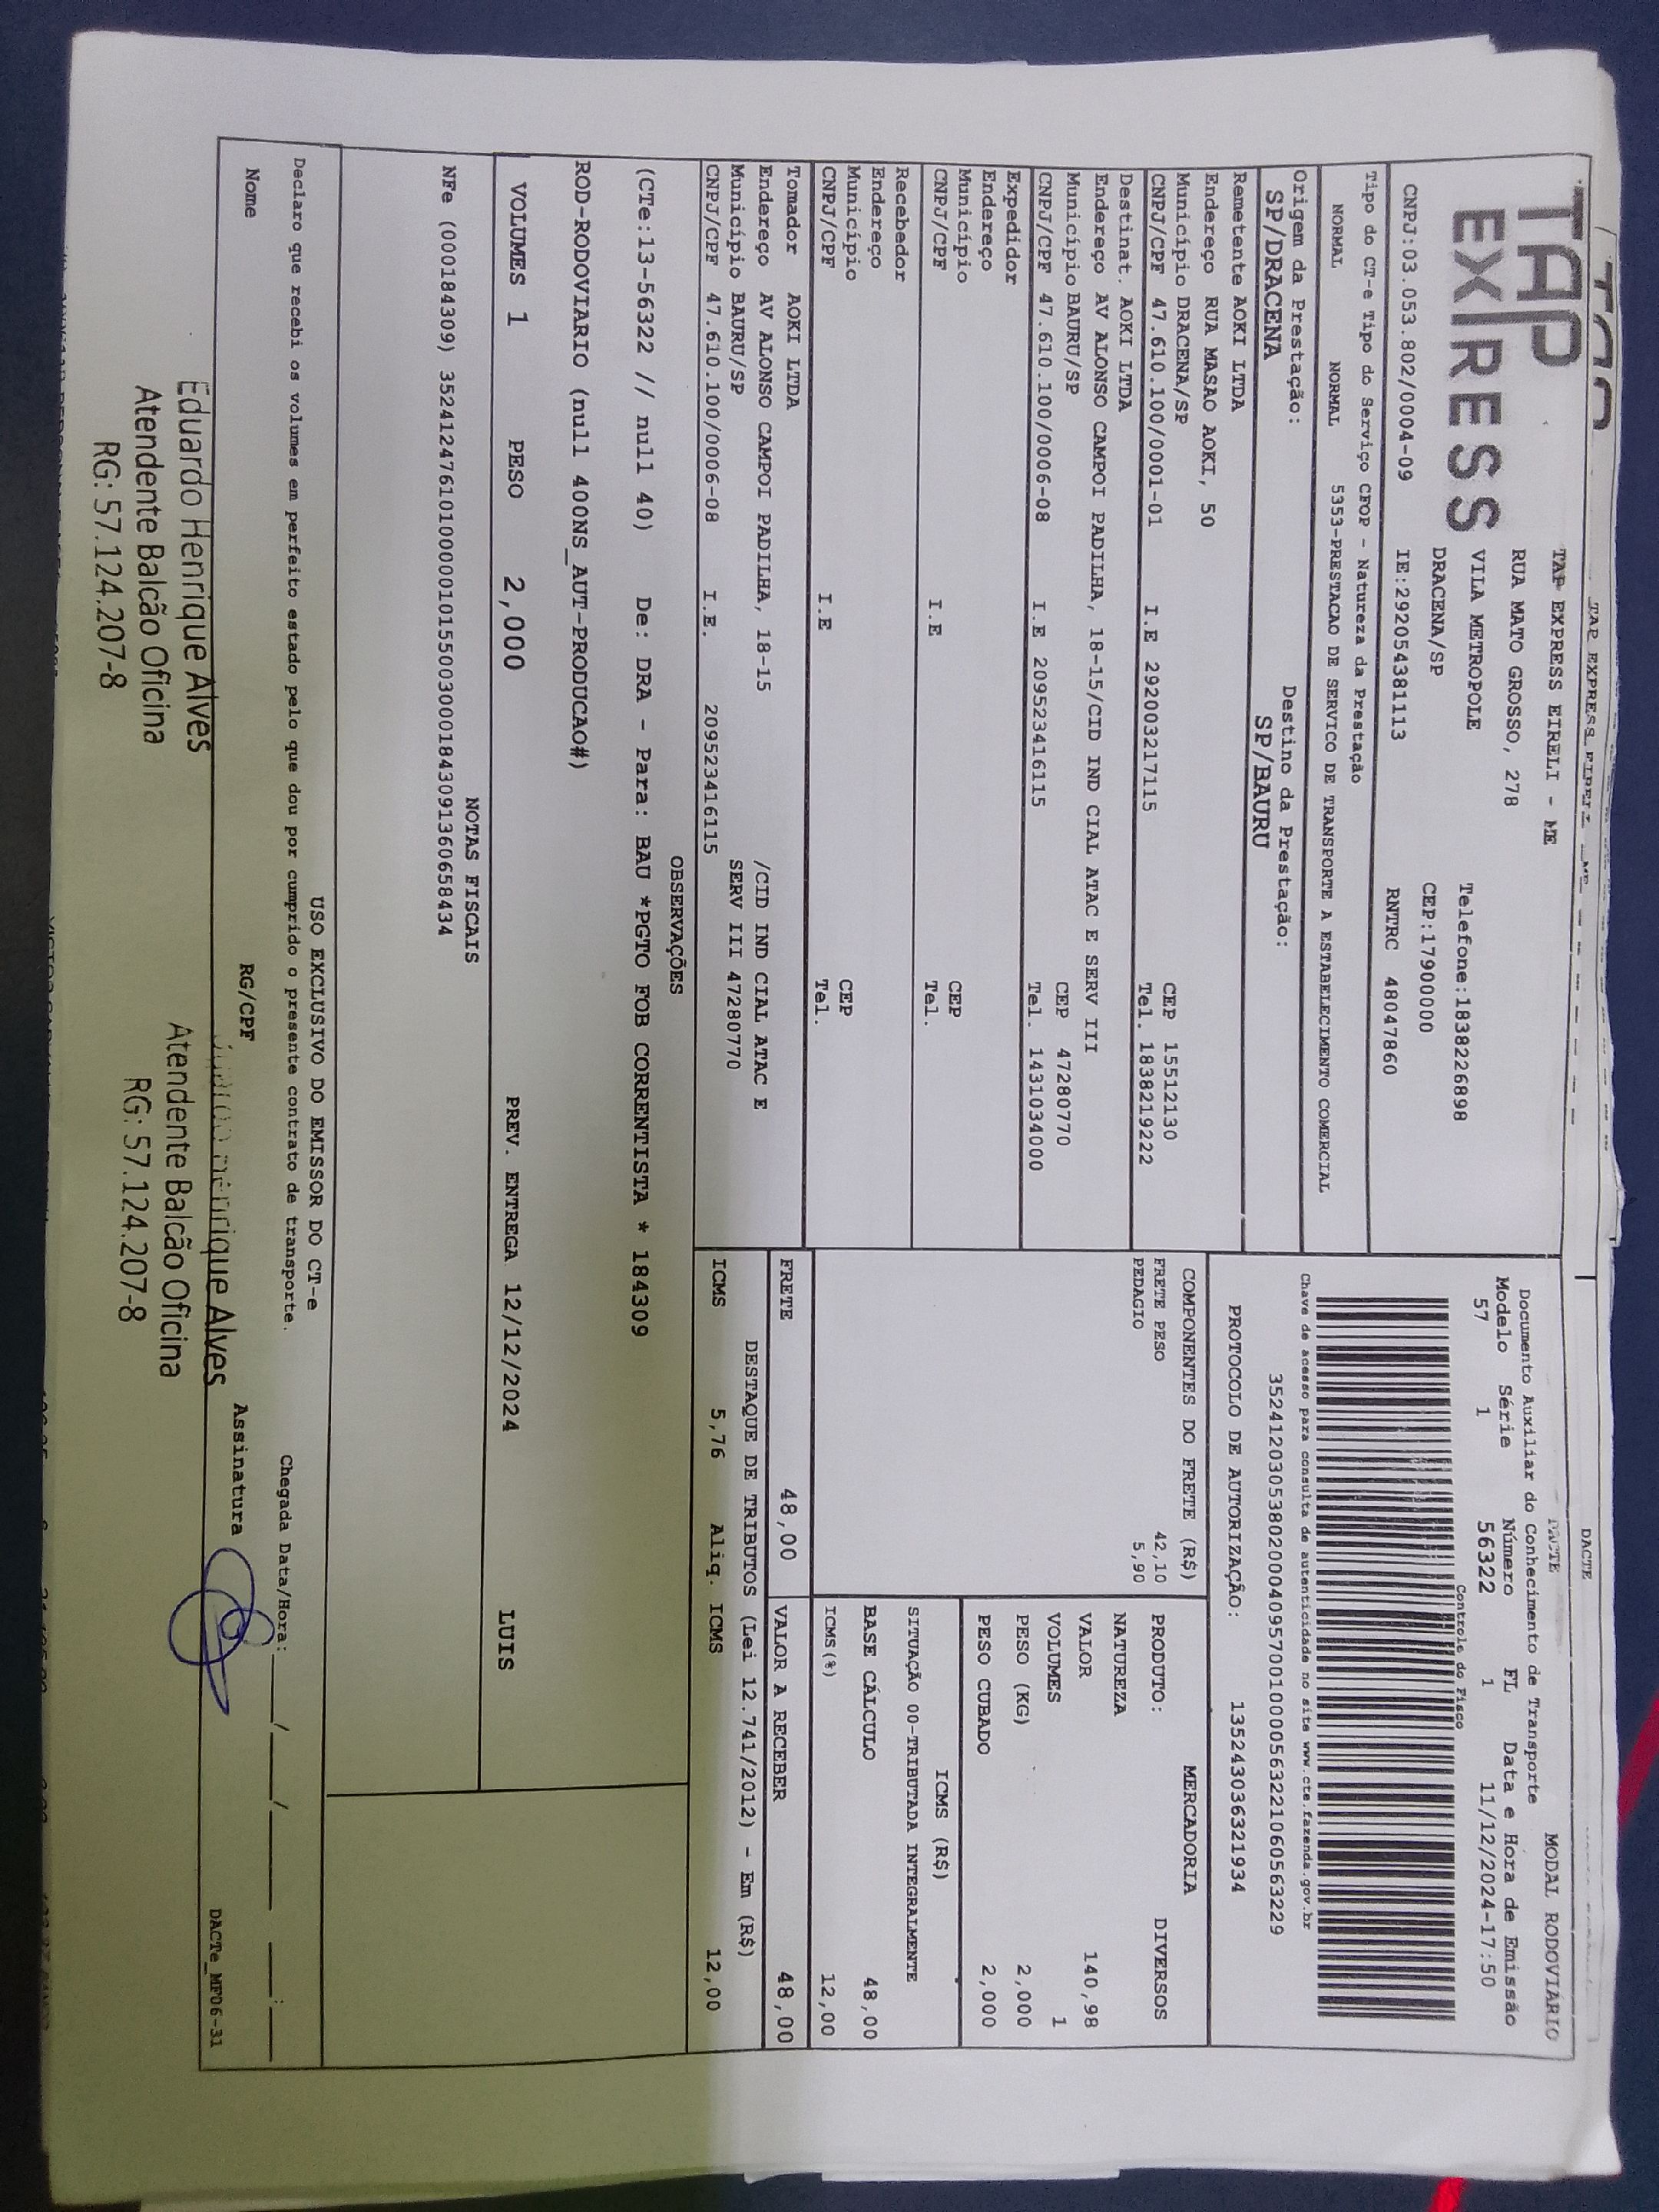 TAP EXPRESS
TAP EXPRESS EIRELI - ME
RUA MATO GROSSO, 278
VILA METROPOLE
DRACENA/SP
Telefone:1838226898
CEP:17900000
CNPJ:03.053.802/0004-09 IE:292054381113 RNTRC 48047860
DACTE
DACTE MODAL RODOVIÁRIO
Documento Auxiliar do Conhecimento de Transporte
Modelo Série Número FL Data e Hora de Emissão
57 1 56322 1 11/12/2024-17:50
Controle do Fisco
Chave de acesso para consulta de autenticidade no site www.cte.fazenda.gov.br
35241203053802000409570010000563221060563229
PROTOCOLO DE AUTORIZAÇÃO: 135243036321934
Tipo do CT-e Tipo do Serviço CFOP - Natureza da Prestação
NORMAL NORMAL 5353-PRESTACAO DE SERVICO DE TRANSPORTE A ESTABELECIMENTO COMERCIAL
Origem da Prestação: Destino da Prestação:
SP/DRACENA SP/BAURU
Remetente AOKI LTDA
Endereço RUA MASAO AOKI, 50
Município DRACENA/SP CEP 15512130
CNPJ/CPF 47.610.100/0001-01 I.E 292003217115 Tel. 1838219222
Destinat. AOKI LTDA
Endereço AV ALONSO CAMPOI PADILHA, 18-15/CID IND CIAL ATAC E SERV III
Município BAURU/SP CEP 47280770
CNPJ/CPF 47.610.100/0006-08 I.E 209523416115 Tel. 1431034000
Expedidor
Endereço
Município CEP
CNPJ/CPF I.E Tel.
Recebedor
Endereço
Município CEP
CNPJ/CPF I.E Tel.
Tomador AOKI LTDA
Endereço AV ALONSO CAMPOI PADILHA, 18-15 /CID IND CIAL ATAC E
Município BAURU/SP SERV III 47280770
CNPJ/CPF 47.610.100/0006-08 I.E. 209523416115
COMPONENTES DO FRETE (R$)
FRETE PESO 42,10
PEDAGIO 5,90
MERCADORIA
PRODUTO: DIVERSOS
NATUREZA
VALOR 140,98
VOLUMES 1
PESO (KG) 2,000
PESO CUBADO 2,000
ICMS (R$)
SITUAÇÃO 00-TRIBUTADA INTEGRALMENTE
BASE CÁLCULO 48,00
ICMS(%) 12,00
FRETE 48,00 VALOR A RECEBER 48,00
DESTAQUE DE TRIBUTOS (Lei 12.741/2012) - Em (R$)
ICMS 5,76 Aliq. ICMS 12,00
OBSERVAÇÕES
(CTe:13-56322 // null 40) De: DRA - Para: BAU *PGTO FOB CORRENTISTA * 184309
ROD-RODOVIARIO (null 400NS_AUT-PRODUCAO#)
VOLUMES 1 PESO 2,000 PREV. ENTREGA 12/12/2024 LUIS
NOTAS FISCAIS
NFe (000184309) 35241247610100000101550030001843091360658434
USO EXCLUSIVO DO EMISSOR DO CT-e
Declaro que recebi os volumes em perfeito estado pelo que dou por cumprido o presente contrato de transporte. Chegada Data/Hora: ___/___/___ __:__
Nome RG/CPF Assinatura
DACTe_MF06-31
Eduardo Henrique Alves
Atendente Balcão Oficina
RG: 57.124.207-8
Henrique Alves
Atendente Balcão Oficina
RG: 57.124.207-8